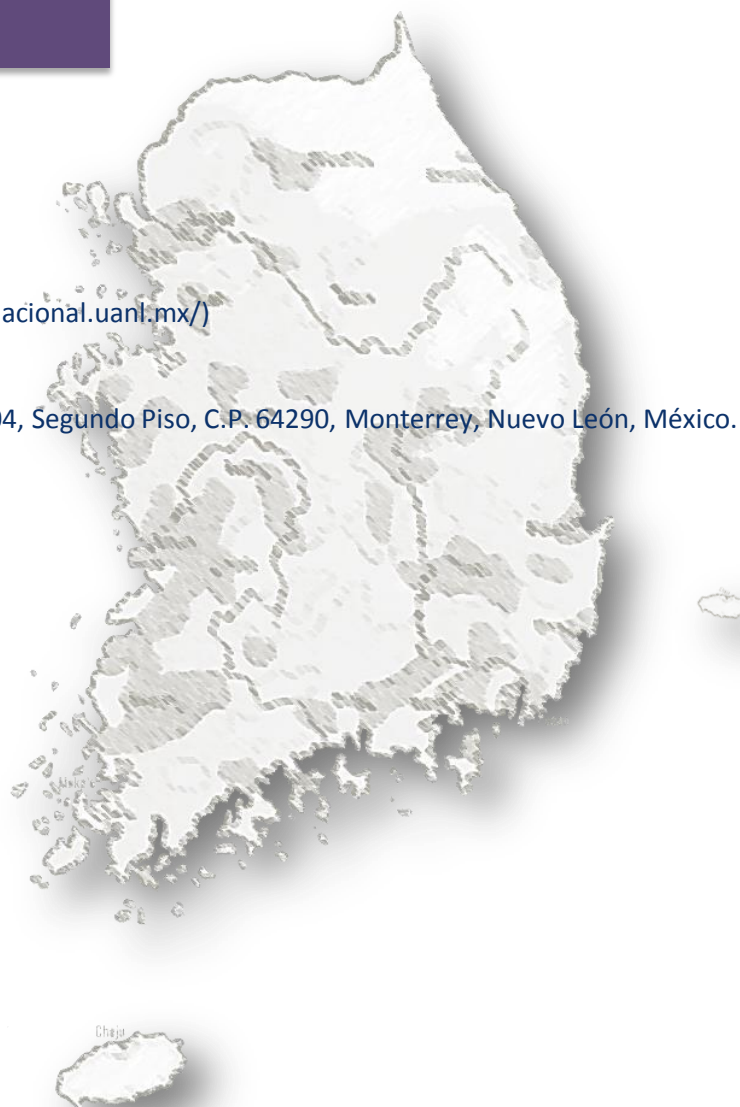 acional.uanl.mx/)
04, Segundo Piso, C.P. 64290, Monterrey, Nuevo León, México.
Cheju